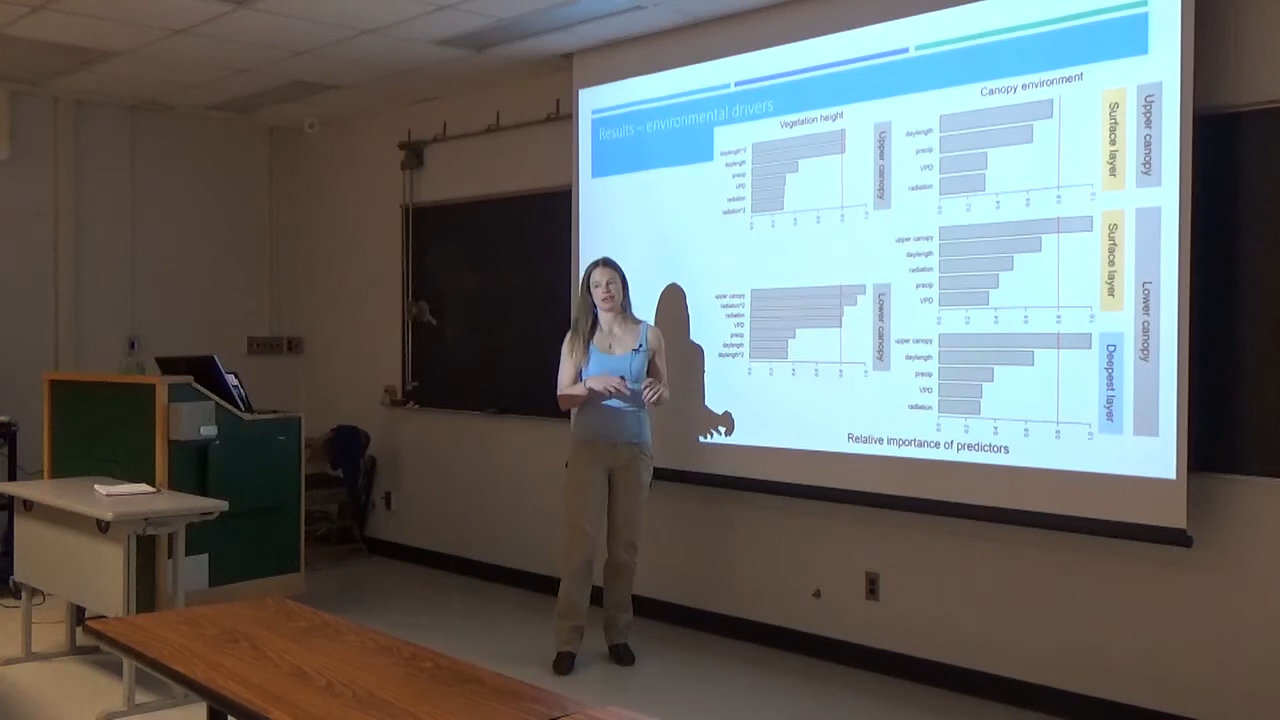 Results – environmental drivers
Vegetation height
daylength^2
daylength
precip
VPD
radiation
radiation^2
Upper canopy
upper canopy
radiation^2
radiation
VPD
precip
daylength
daylength^2
Lower canopy
Canopy environment
daylength
precip
VPD
radiation
Surface layer
Upper canopy
upper canopy
daylength
radiation
precip
VPD
Surface layer
Lower canopy
upper canopy
daylength
precip
VPD
radiation
Deepest layer
Relative importance of predictors